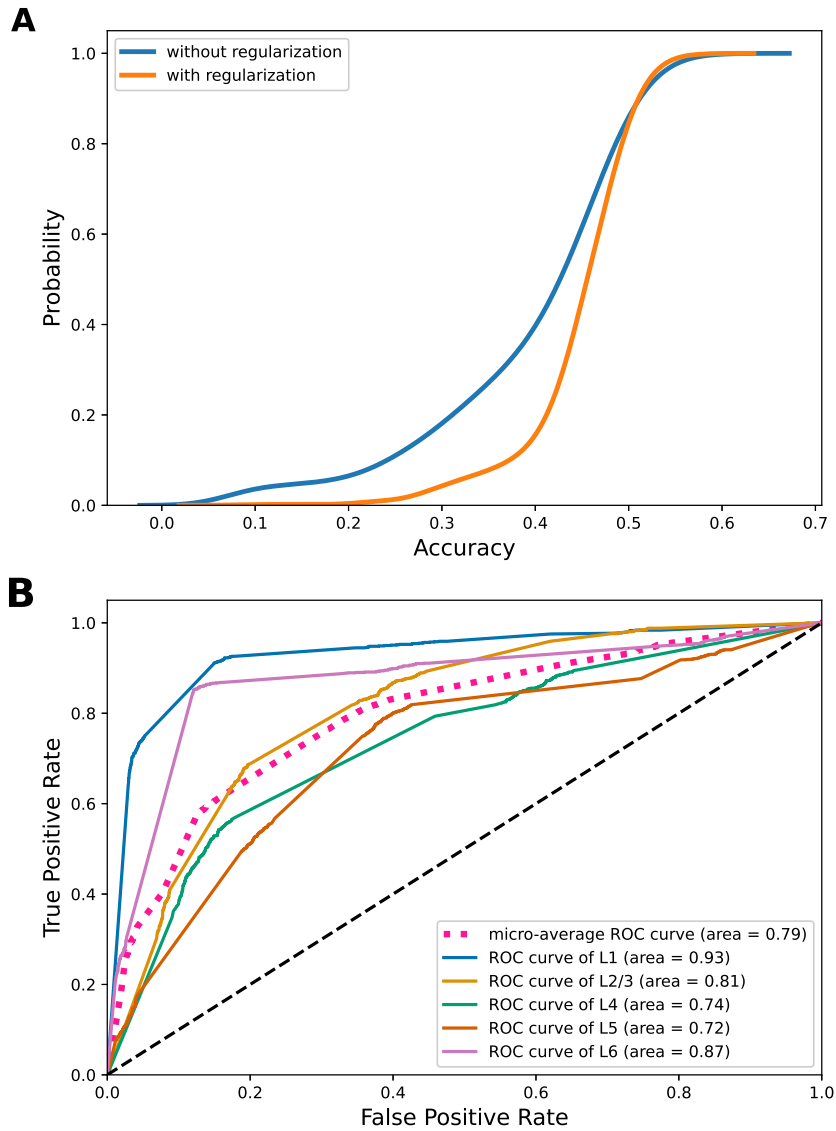 A
without regularization
with regularization
Probability
1.0
0.8
0.6
0.4
0.2
0.0
0.0 0.1 0.2 0.3 0.4 0.5 0.6 0.7
Accuracy
B
True Positive Rate
1.0
0.8
0.6
0.4
0.2
0.0
micro-average ROC curve (area = 0.79)
ROC curve of L1 (area = 0.93)
ROC curve of L2/3 (area = 0.81)
ROC curve of L4 (area = 0.74)
ROC curve of L5 (area = 0.72)
ROC curve of L6 (area = 0.87)
0.0 0.2 0.4 0.6 0.8 1.0
False Positive Rate